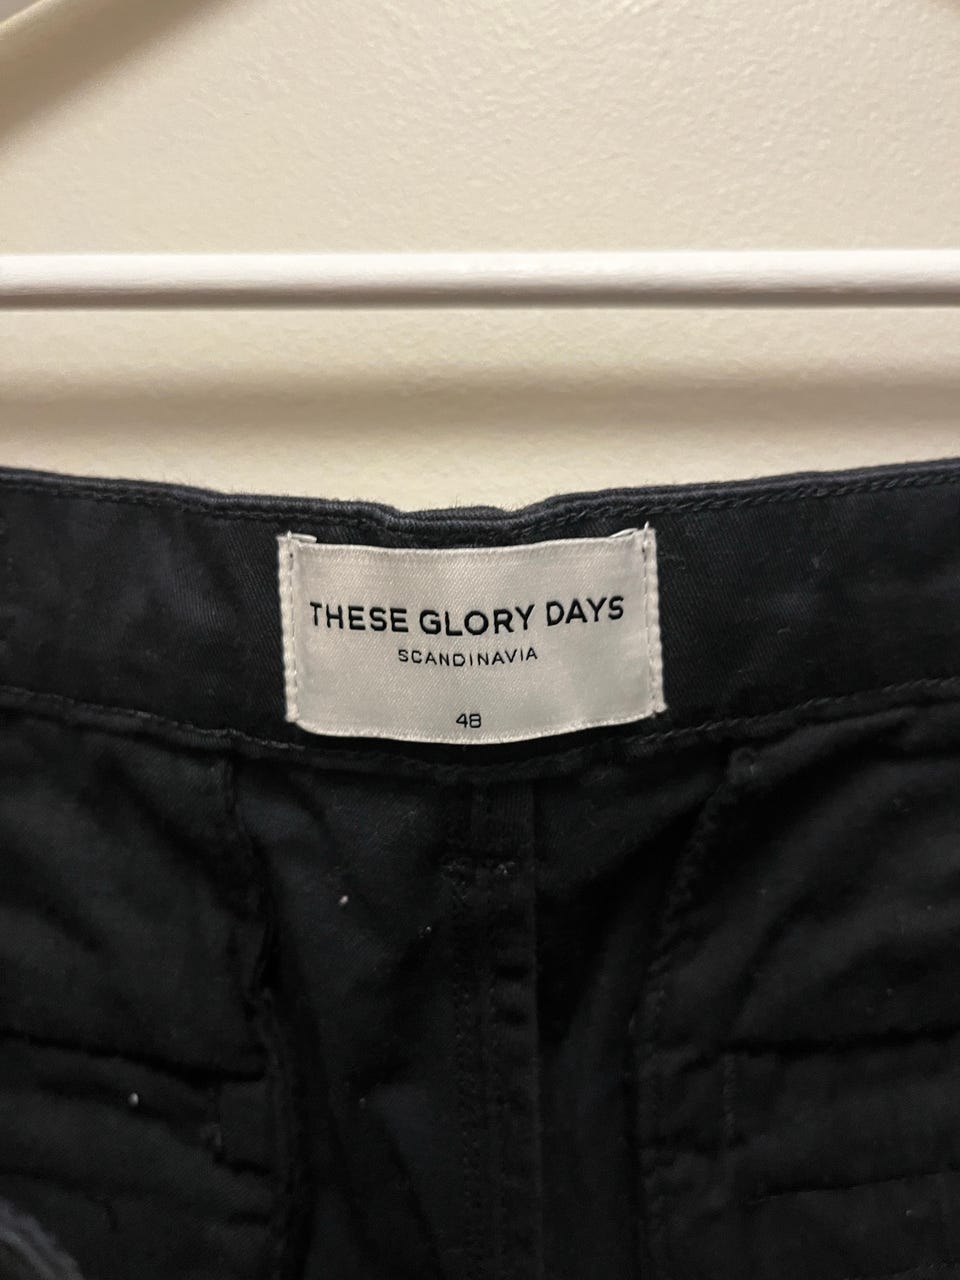 THESE GLORY DAYS
SCANDINAVIA
48